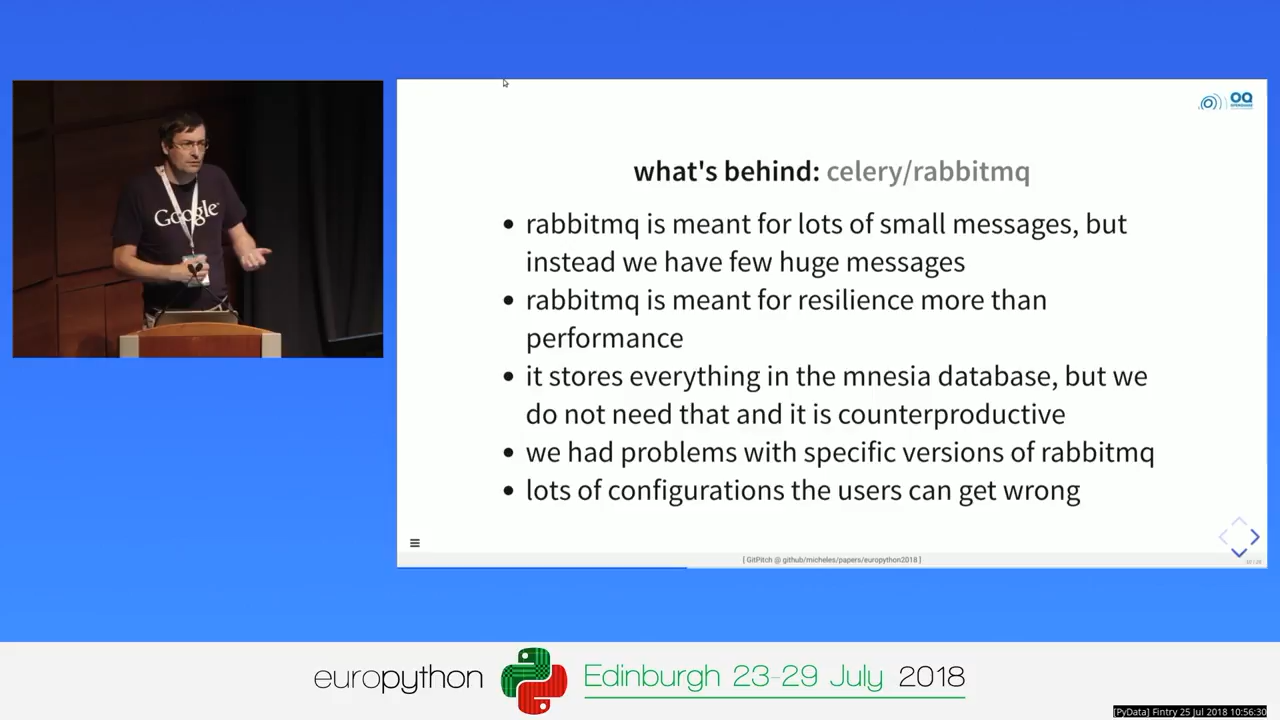 Google
OQ
what's behind: celery/rabbitmq
rabbitmq is meant for lots of small messages, but
instead we have few huge messages
rabbitmq is meant for resilience more than
performance
it stores everything in the mnesia database, but we
do not need that and it is counterproductive
we had problems with specific versions of rabbitmq
lots of configurations the users can get wrong
[ GitPitch @ github/micheles/papers/europython2018 ]
europython Edinburgh 23-29 July 2018
[PyData] Fintry 25 Jul 2018 10:56:30